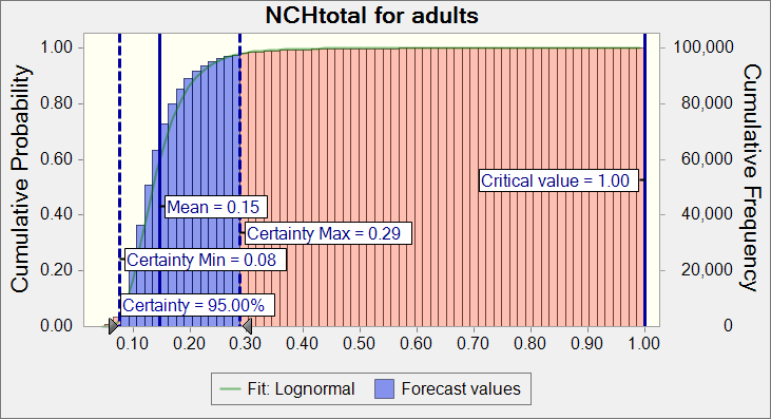 NCHtotal for adults
1.00
0.80
0.60
0.40
0.20
0.00
Cumulative Probability
100,000
80,000
60,000
40,000
20,000
0
Cumulative Frequency
Critical value = 1.00
Mean = 0.15
Certainty Max = 0.29
Certainty Min = 0.08
Certainty = 95.00%
0.10 0.20 0.30 0.40 0.50 0.60 0.70 0.80 0.90 1.00
Fit: Lognormal Forecast values